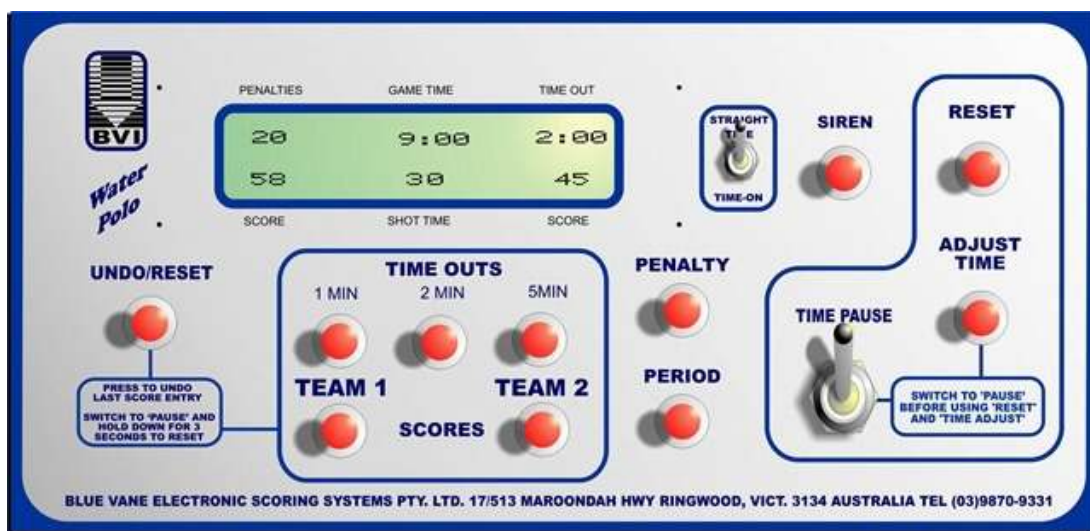 PENALTIES GAME TIME TIME OUT
20 9:00 2:00
58 30 45
SCORE SHOT TIME SCORE
BVI
Water
Polo
STRAIGHT
TIME
TIME-ON
SIREN
RESET
ADJUST
TIME
UNDO/RESET
PRESS TO UNDO
LAST SCORE ENTRY
SWITCH TO 'PAUSE' AND
HOLD DOWN FOR 3
SECONDS TO RESET
TIME OUTS
1 MIN 2 MIN 5MIN
TEAM 1 TEAM 2
SCORES
PENALTY
PERIOD
TIME PAUSE
SWITCH TO 'PAUSE'
BEFORE USING 'RESET'
AND 'TIME ADJUST'
BLUE VANE ELECTRONIC SCORING SYSTEMS PTY. LTD. 17/513 MAROONDAH HWY RINGWOOD, VICT. 3134 AUSTRALIA TEL (03)9870-9331